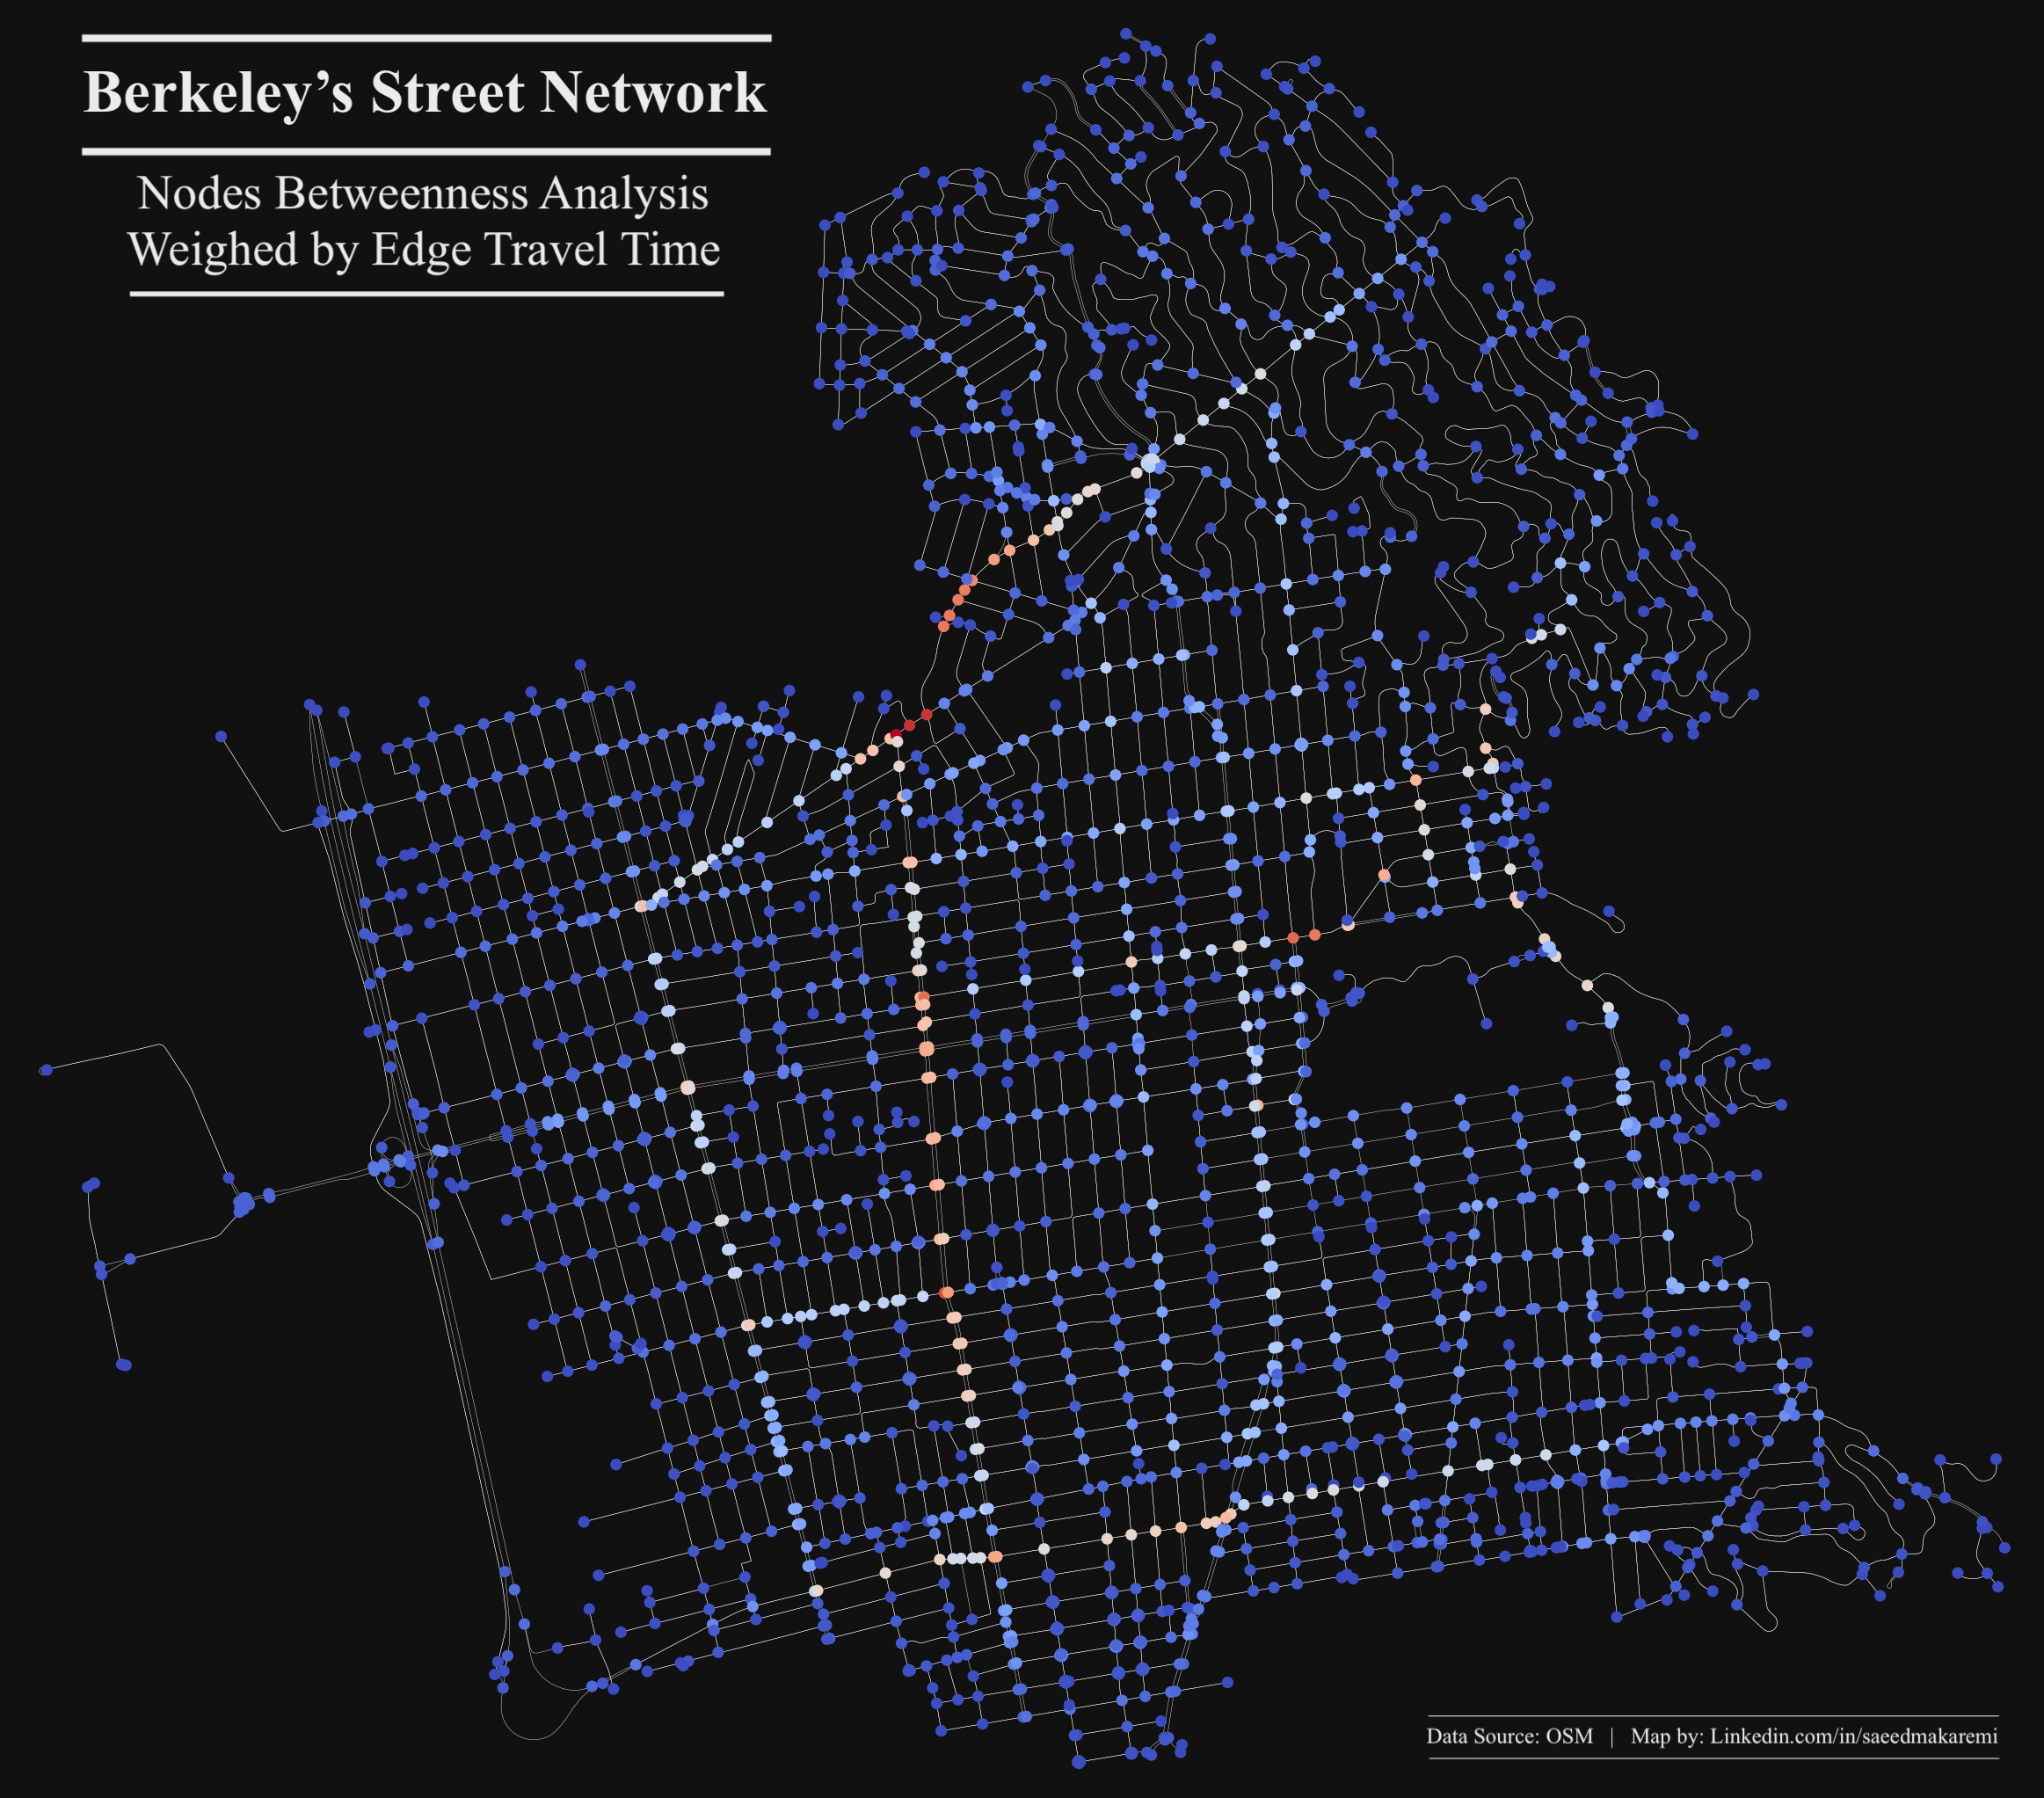 Berkeley’s Street Network
Nodes Betweenness Analysis
Weighed by Edge Travel Time
Data Source: OSM | Map by: Linkedin.com/in/saeedmakaremi